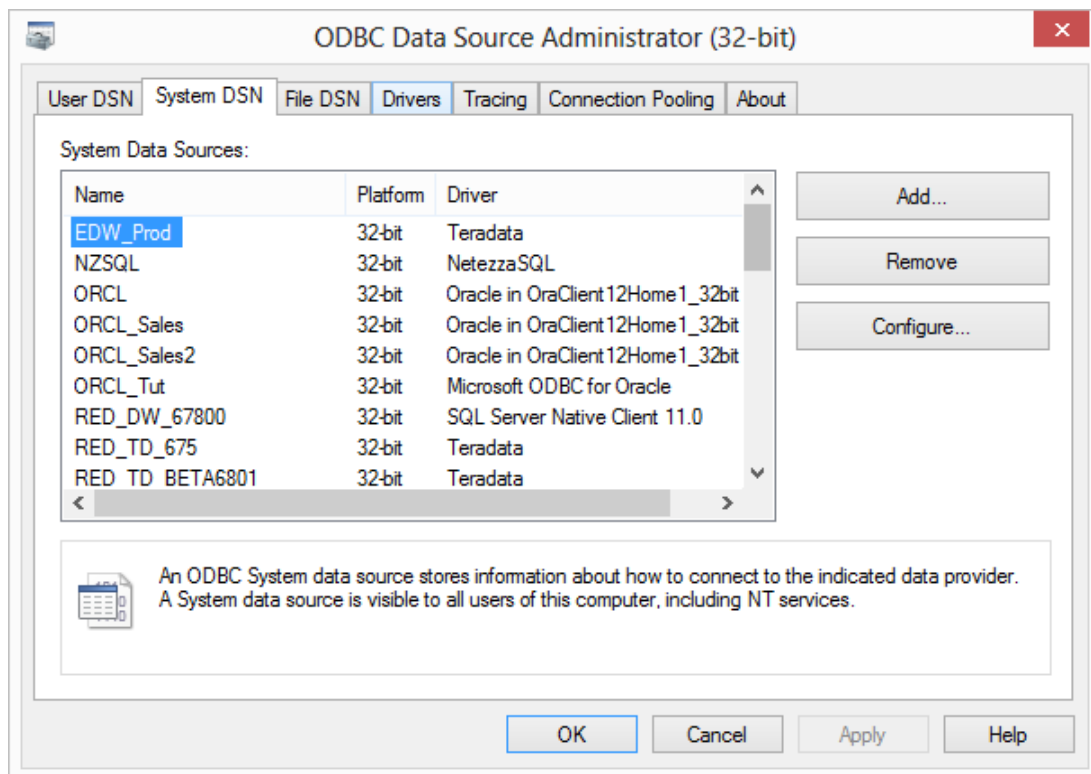 ODBC Data Source Administrator (32-bit)
User DSN System DSN File DSN Drivers Tracing Connection Pooling About
System Data Sources:
Name Platform Driver
EDW_Prod 32-bit Teradata
NZSQL 32-bit NetezzaSQL
ORCL 32-bit Oracle in OraClient12Home1_32bit
ORCL_Sales 32-bit Oracle in OraClient12Home1_32bit
ORCL_Sales2 32-bit Oracle in OraClient12Home1_32bit
ORCL_Tut 32-bit Microsoft ODBC for Oracle
RED_DW_67800 32-bit SQL Server Native Client 11.0
RED_TD_675 32-bit Teradata
RED_TD_BETA6801 32-bit Teradata
Add...
Remove
Configure...
An ODBC System data source stores information about how to connect to the indicated data provider.
A System data source is visible to all users of this computer, including NT services.
OK Cancel Apply Help